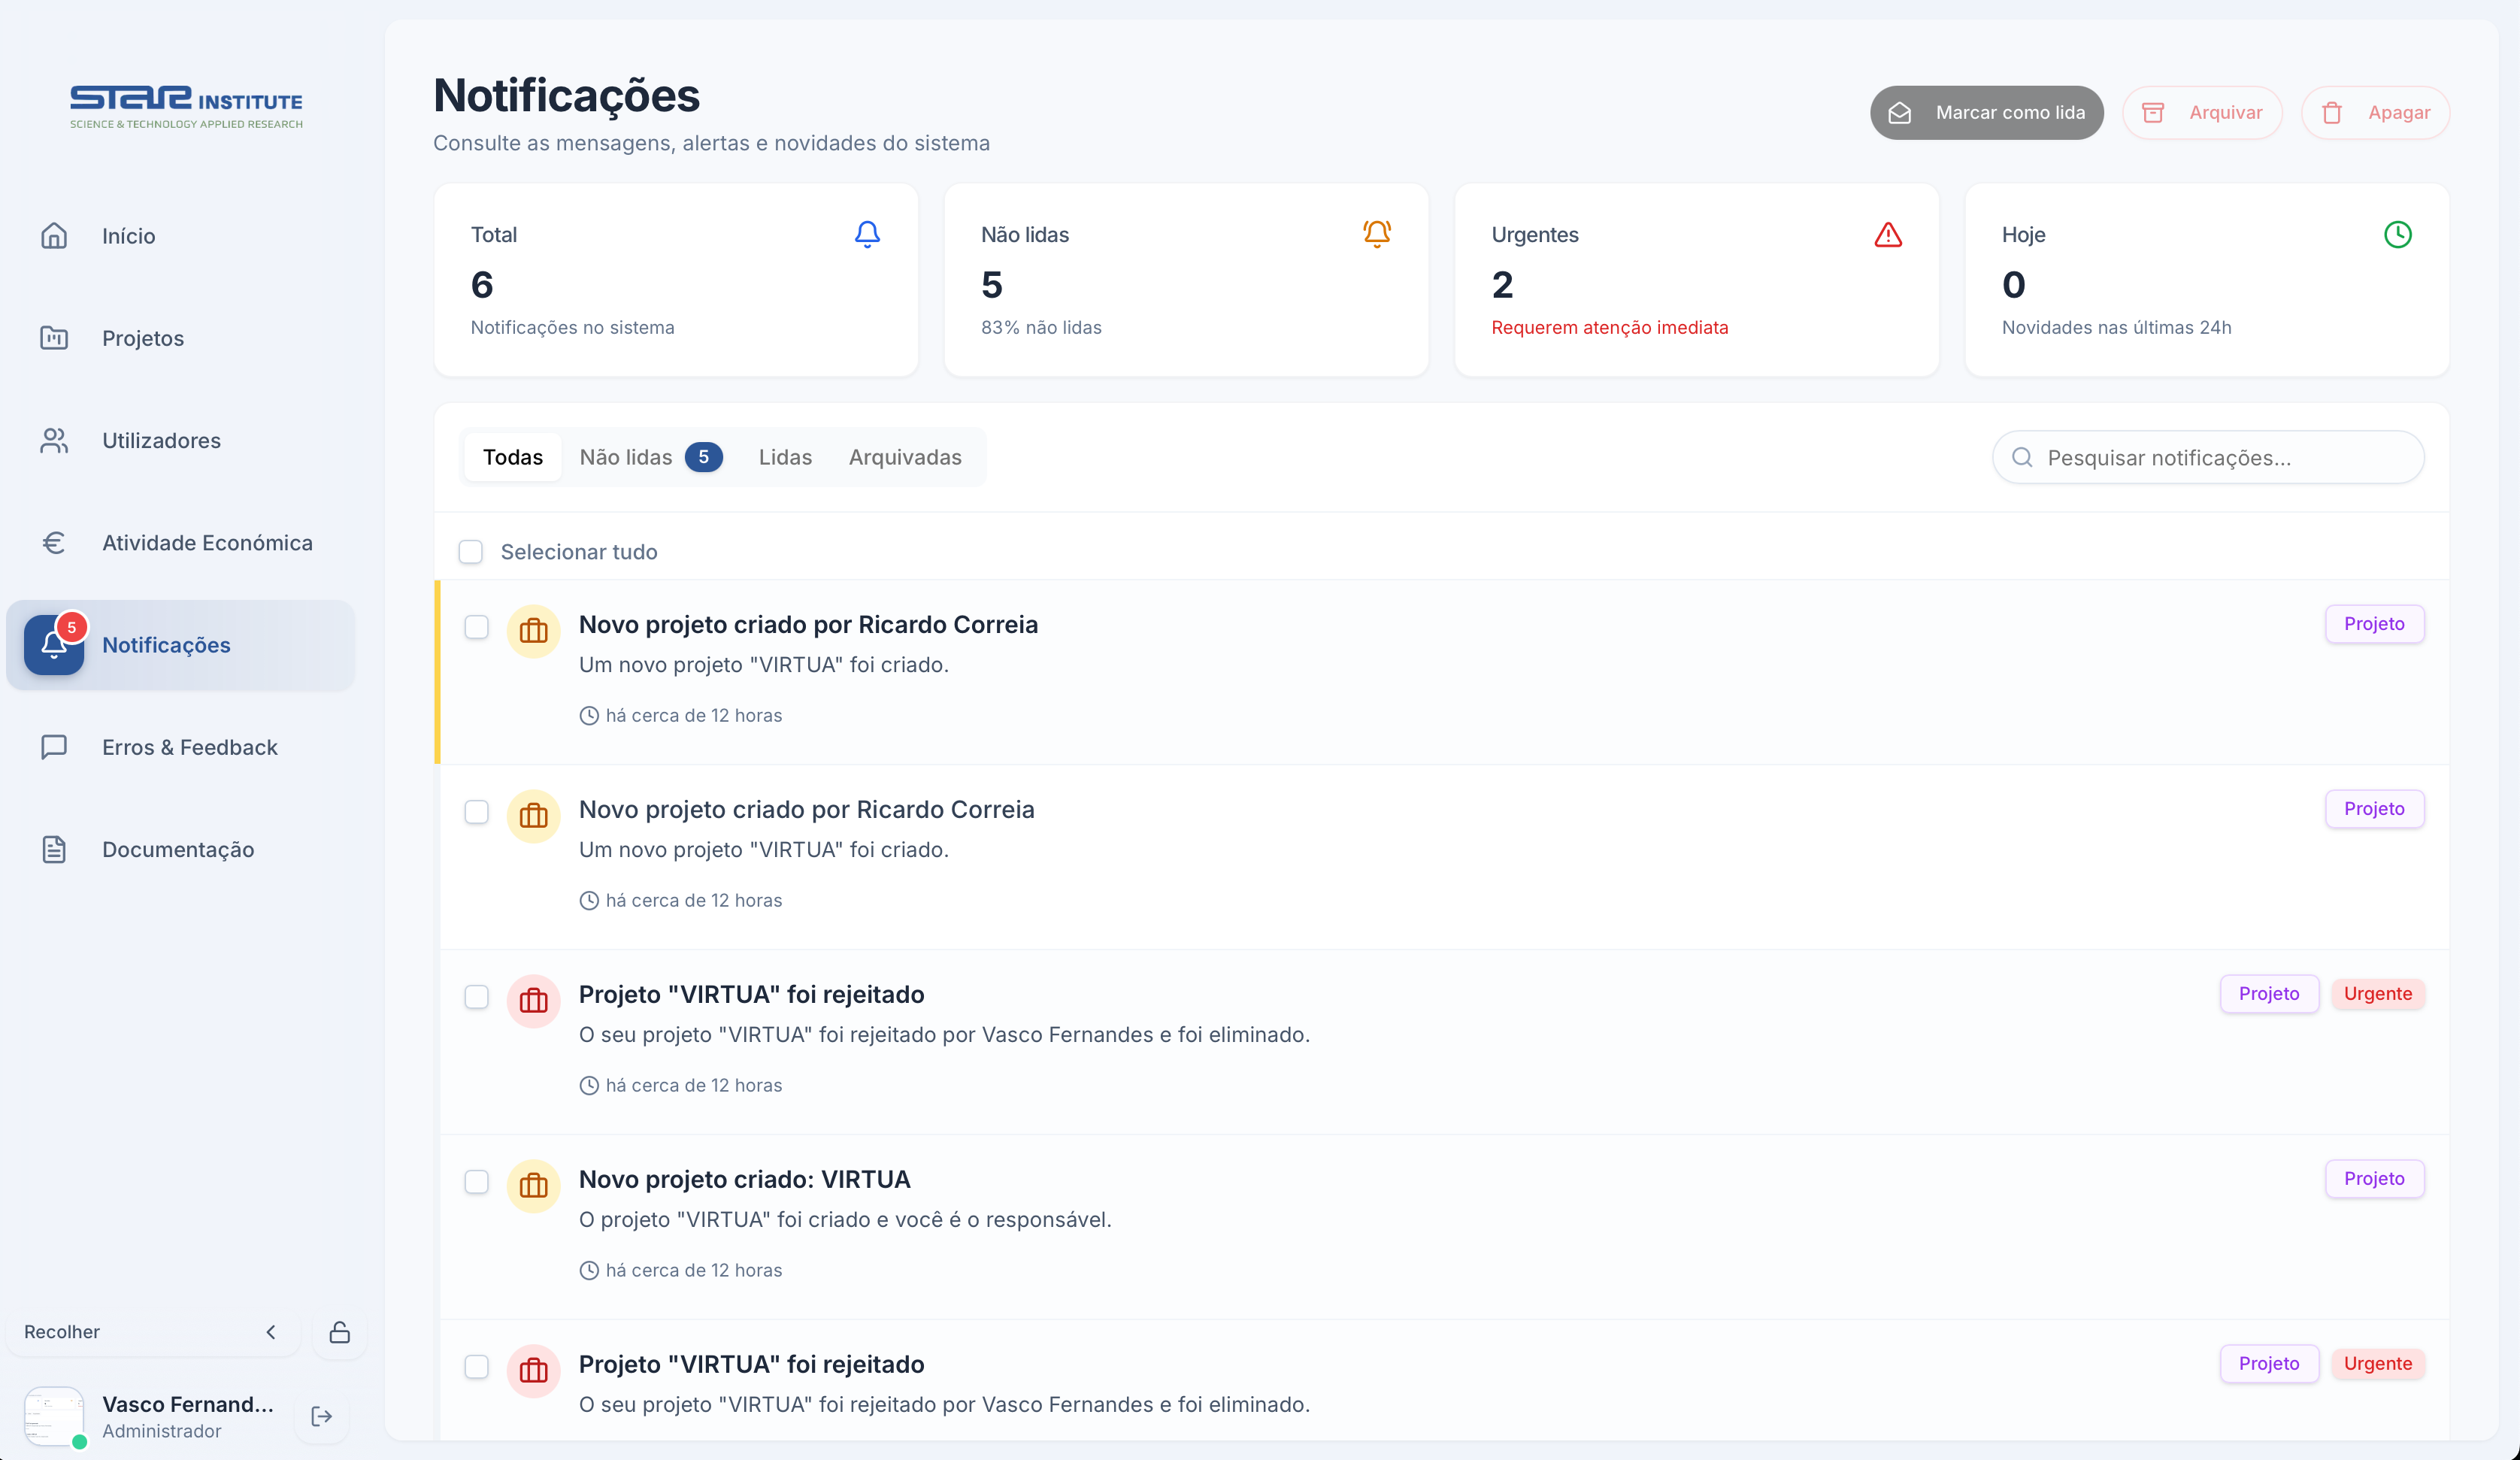 STAR INSTITUTE
SCIENCE & TECHNOLOGY APPLIED RESEARCH
Início
Projetos
Utilizadores
Atividade Económica
5
Notificações
Erros & Feedback
Documentação
Recolher
Vasco Fernand...
Administrador
Notificações
Consulte as mensagens, alertas e novidades do sistema
Marcar como lida
Arquivar
Apagar
Total
6
Notificações no sistema
Não lidas
5
83% não lidas
Urgentes
2
Requerem atenção imediata
Hoje
0
Novidades nas últimas 24h
Todas
Não lidas 5
Lidas
Arquivadas
Pesquisar notificações...
Selecionar tudo
Novo projeto criado por Ricardo Correia
Projeto
Um novo projeto "VIRTUA" foi criado.
há cerca de 12 horas
Novo projeto criado por Ricardo Correia
Projeto
Um novo projeto "VIRTUA" foi criado.
há cerca de 12 horas
Projeto "VIRTUA" foi rejeitado
Projeto
Urgente
O seu projeto "VIRTUA" foi rejeitado por Vasco Fernandes e foi eliminado.
há cerca de 12 horas
Novo projeto criado: VIRTUA
Projeto
O projeto "VIRTUA" foi criado e você é o responsável.
há cerca de 12 horas
Projeto "VIRTUA" foi rejeitado
Projeto
Urgente
O seu projeto "VIRTUA" foi rejeitado por Vasco Fernandes e foi eliminado.